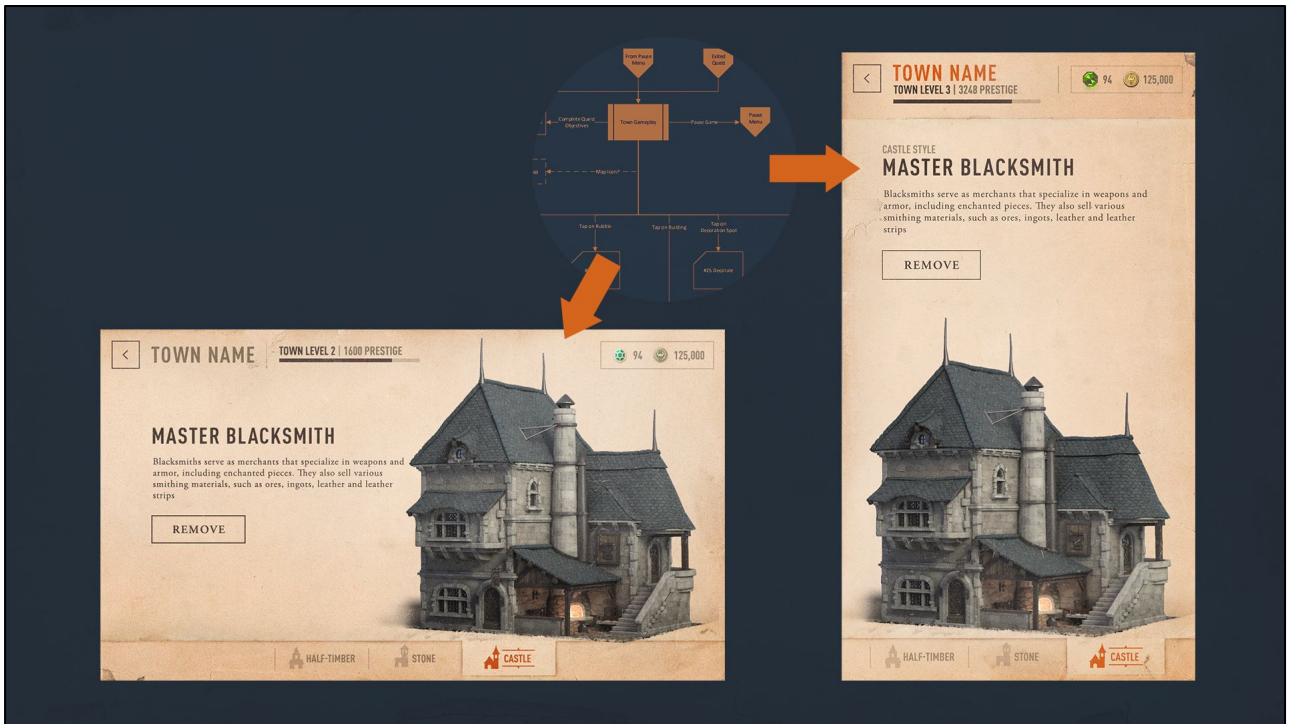 From Pause
Menu
Exited
Quest
Complete Quest
Objectives
Town Gameplay
Pause Game
Pause
Menu
Map Icon*
Tap on Rubble
Tap on Building
Tap on
Decoration Spot
#25 Decorate
TOWN NAME
TOWN LEVEL 3 | 3248 PRESTIGE
94
125,000
CASTLE STYLE
MASTER BLACKSMITH
Blacksmiths serve as merchants that specialize in weapons and
armor, including enchanted pieces. They also sell various
smithing materials, such as ores, ingots, leather and leather
strips
REMOVE
HALF-TIMBER
STONE
CASTLE
TOWN NAME
TOWN LEVEL 2 | 1600 PRESTIGE
94
125,000
MASTER BLACKSMITH
Blacksmiths serve as merchants that specialize in weapons and
armor, including enchanted pieces. They also sell various
smithing materials, such as ores, ingots, leather and leather
strips
REMOVE
HALF-TIMBER
STONE
CASTLE